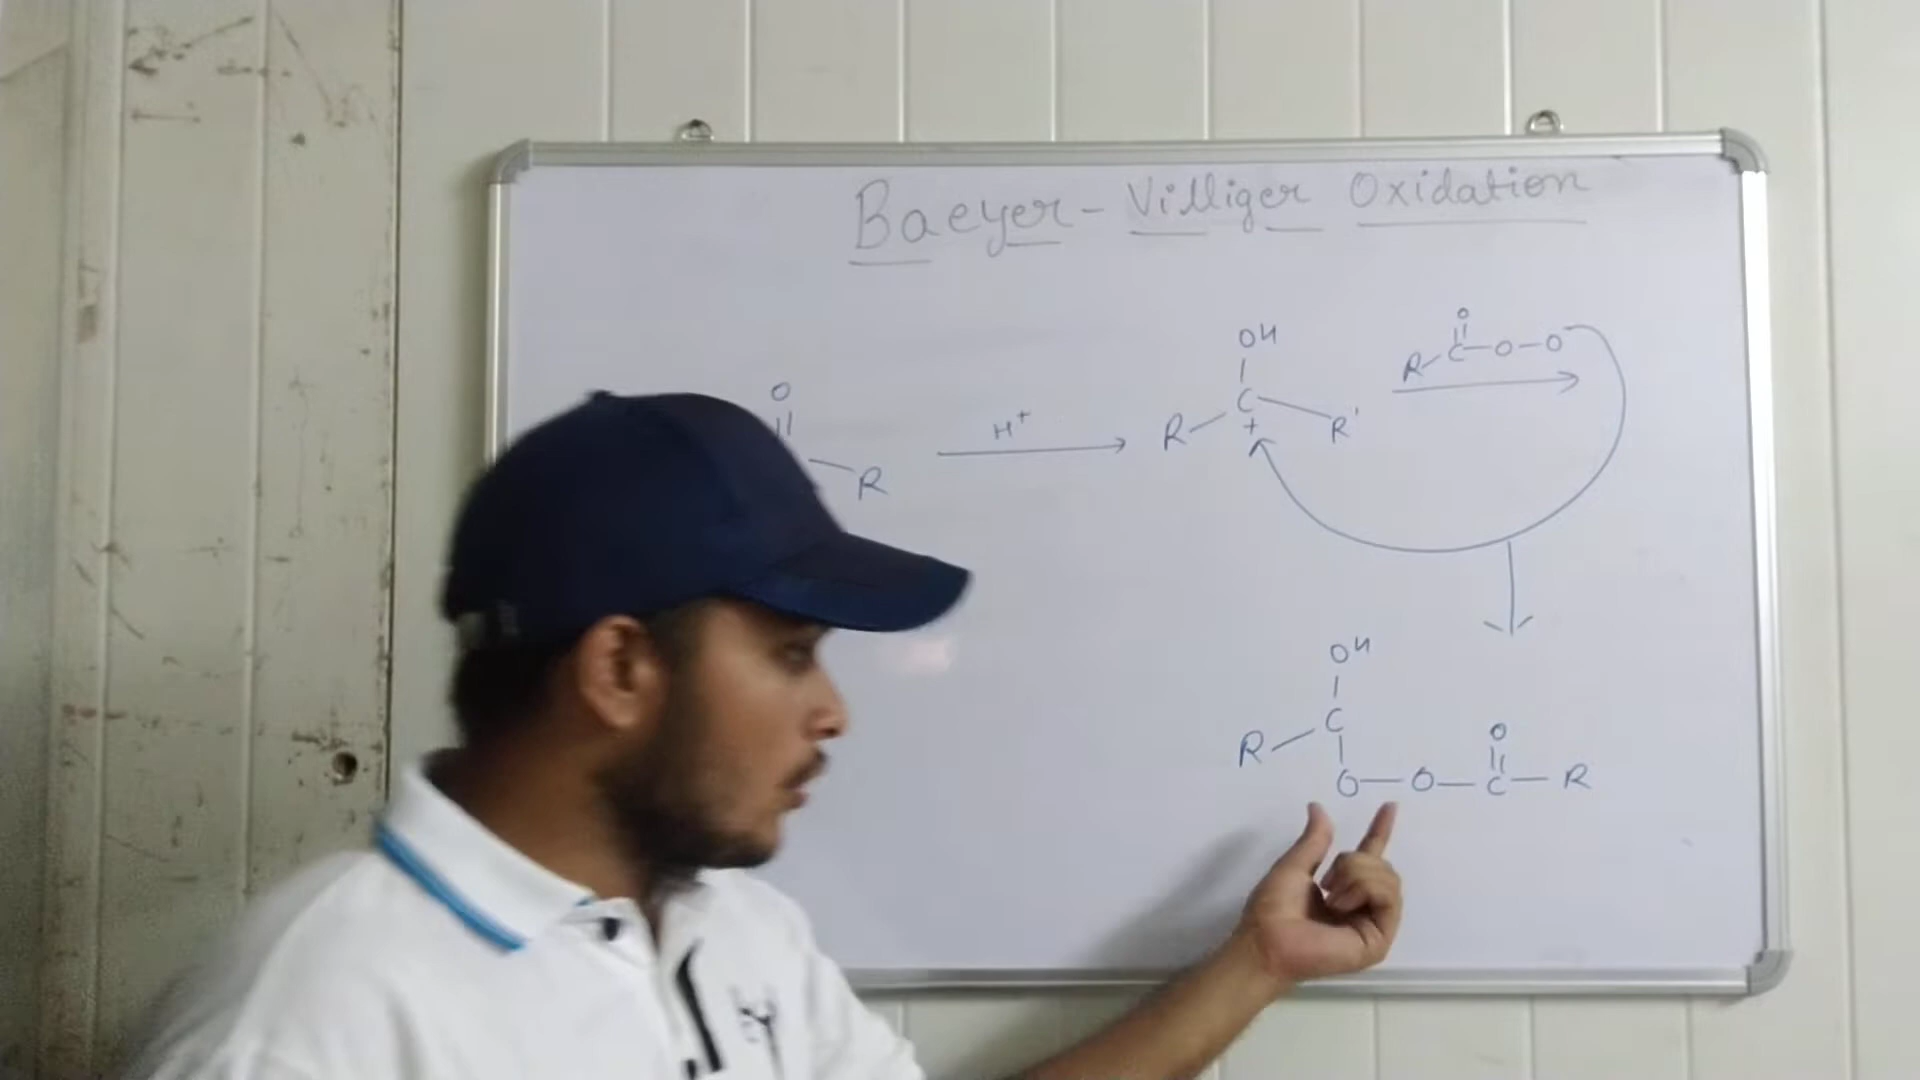 Baeyer-Villiger Oxidation
O
||
R
H+
OH
|
C
+
R
R'
O
||
R C-O-O-
OH
|
R C
|
O-O-C-R
||
O